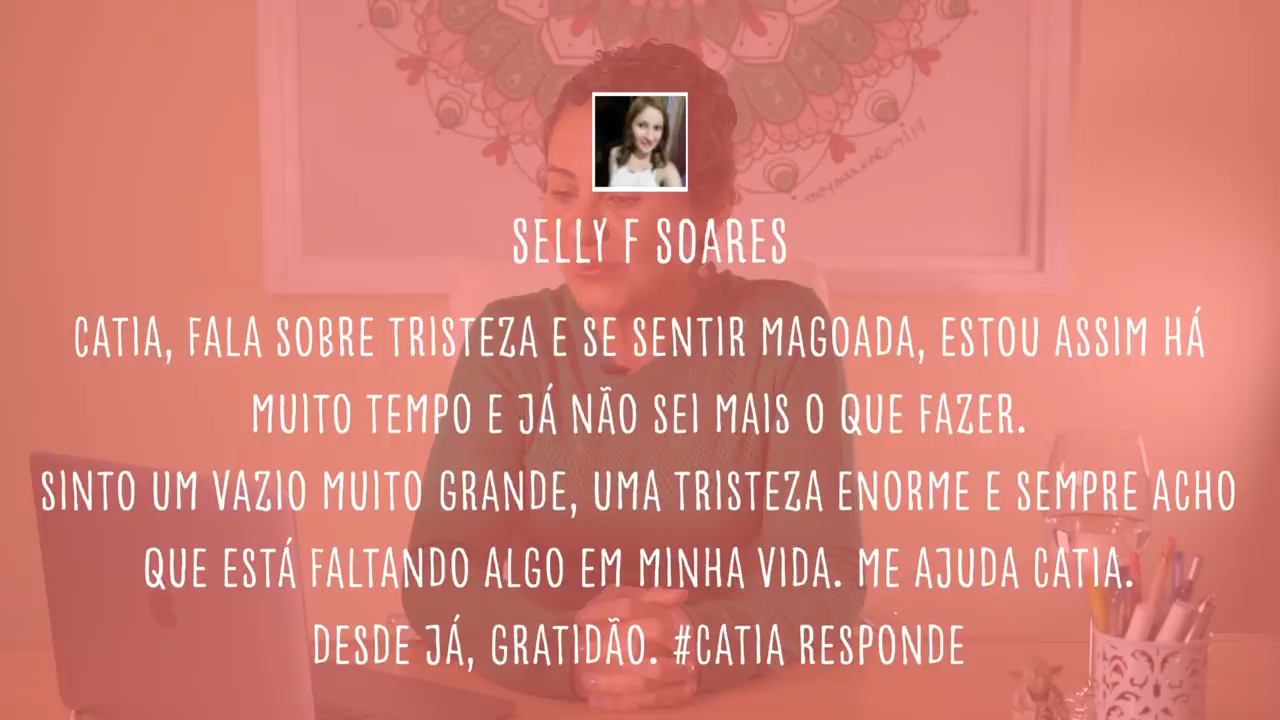 SELLY F SOARES
CATIA, FALA SOBRE TRISTEZA E SE SENTIR MAGOADA, ESTOU ASSIM HÁ
MUITO TEMPO E JÁ NÃO SEI MAIS O QUE FAZER.
SINTO UM VAZIO MUITO GRANDE, UMA TRISTEZA ENORME E SEMPRE ACHO
QUE ESTÁ FALTANDO ALGO EM MINHA VIDA. ME AJUDA CATIA.
DESDE JÁ, GRATIDÃO. #CATIA RESPONDE